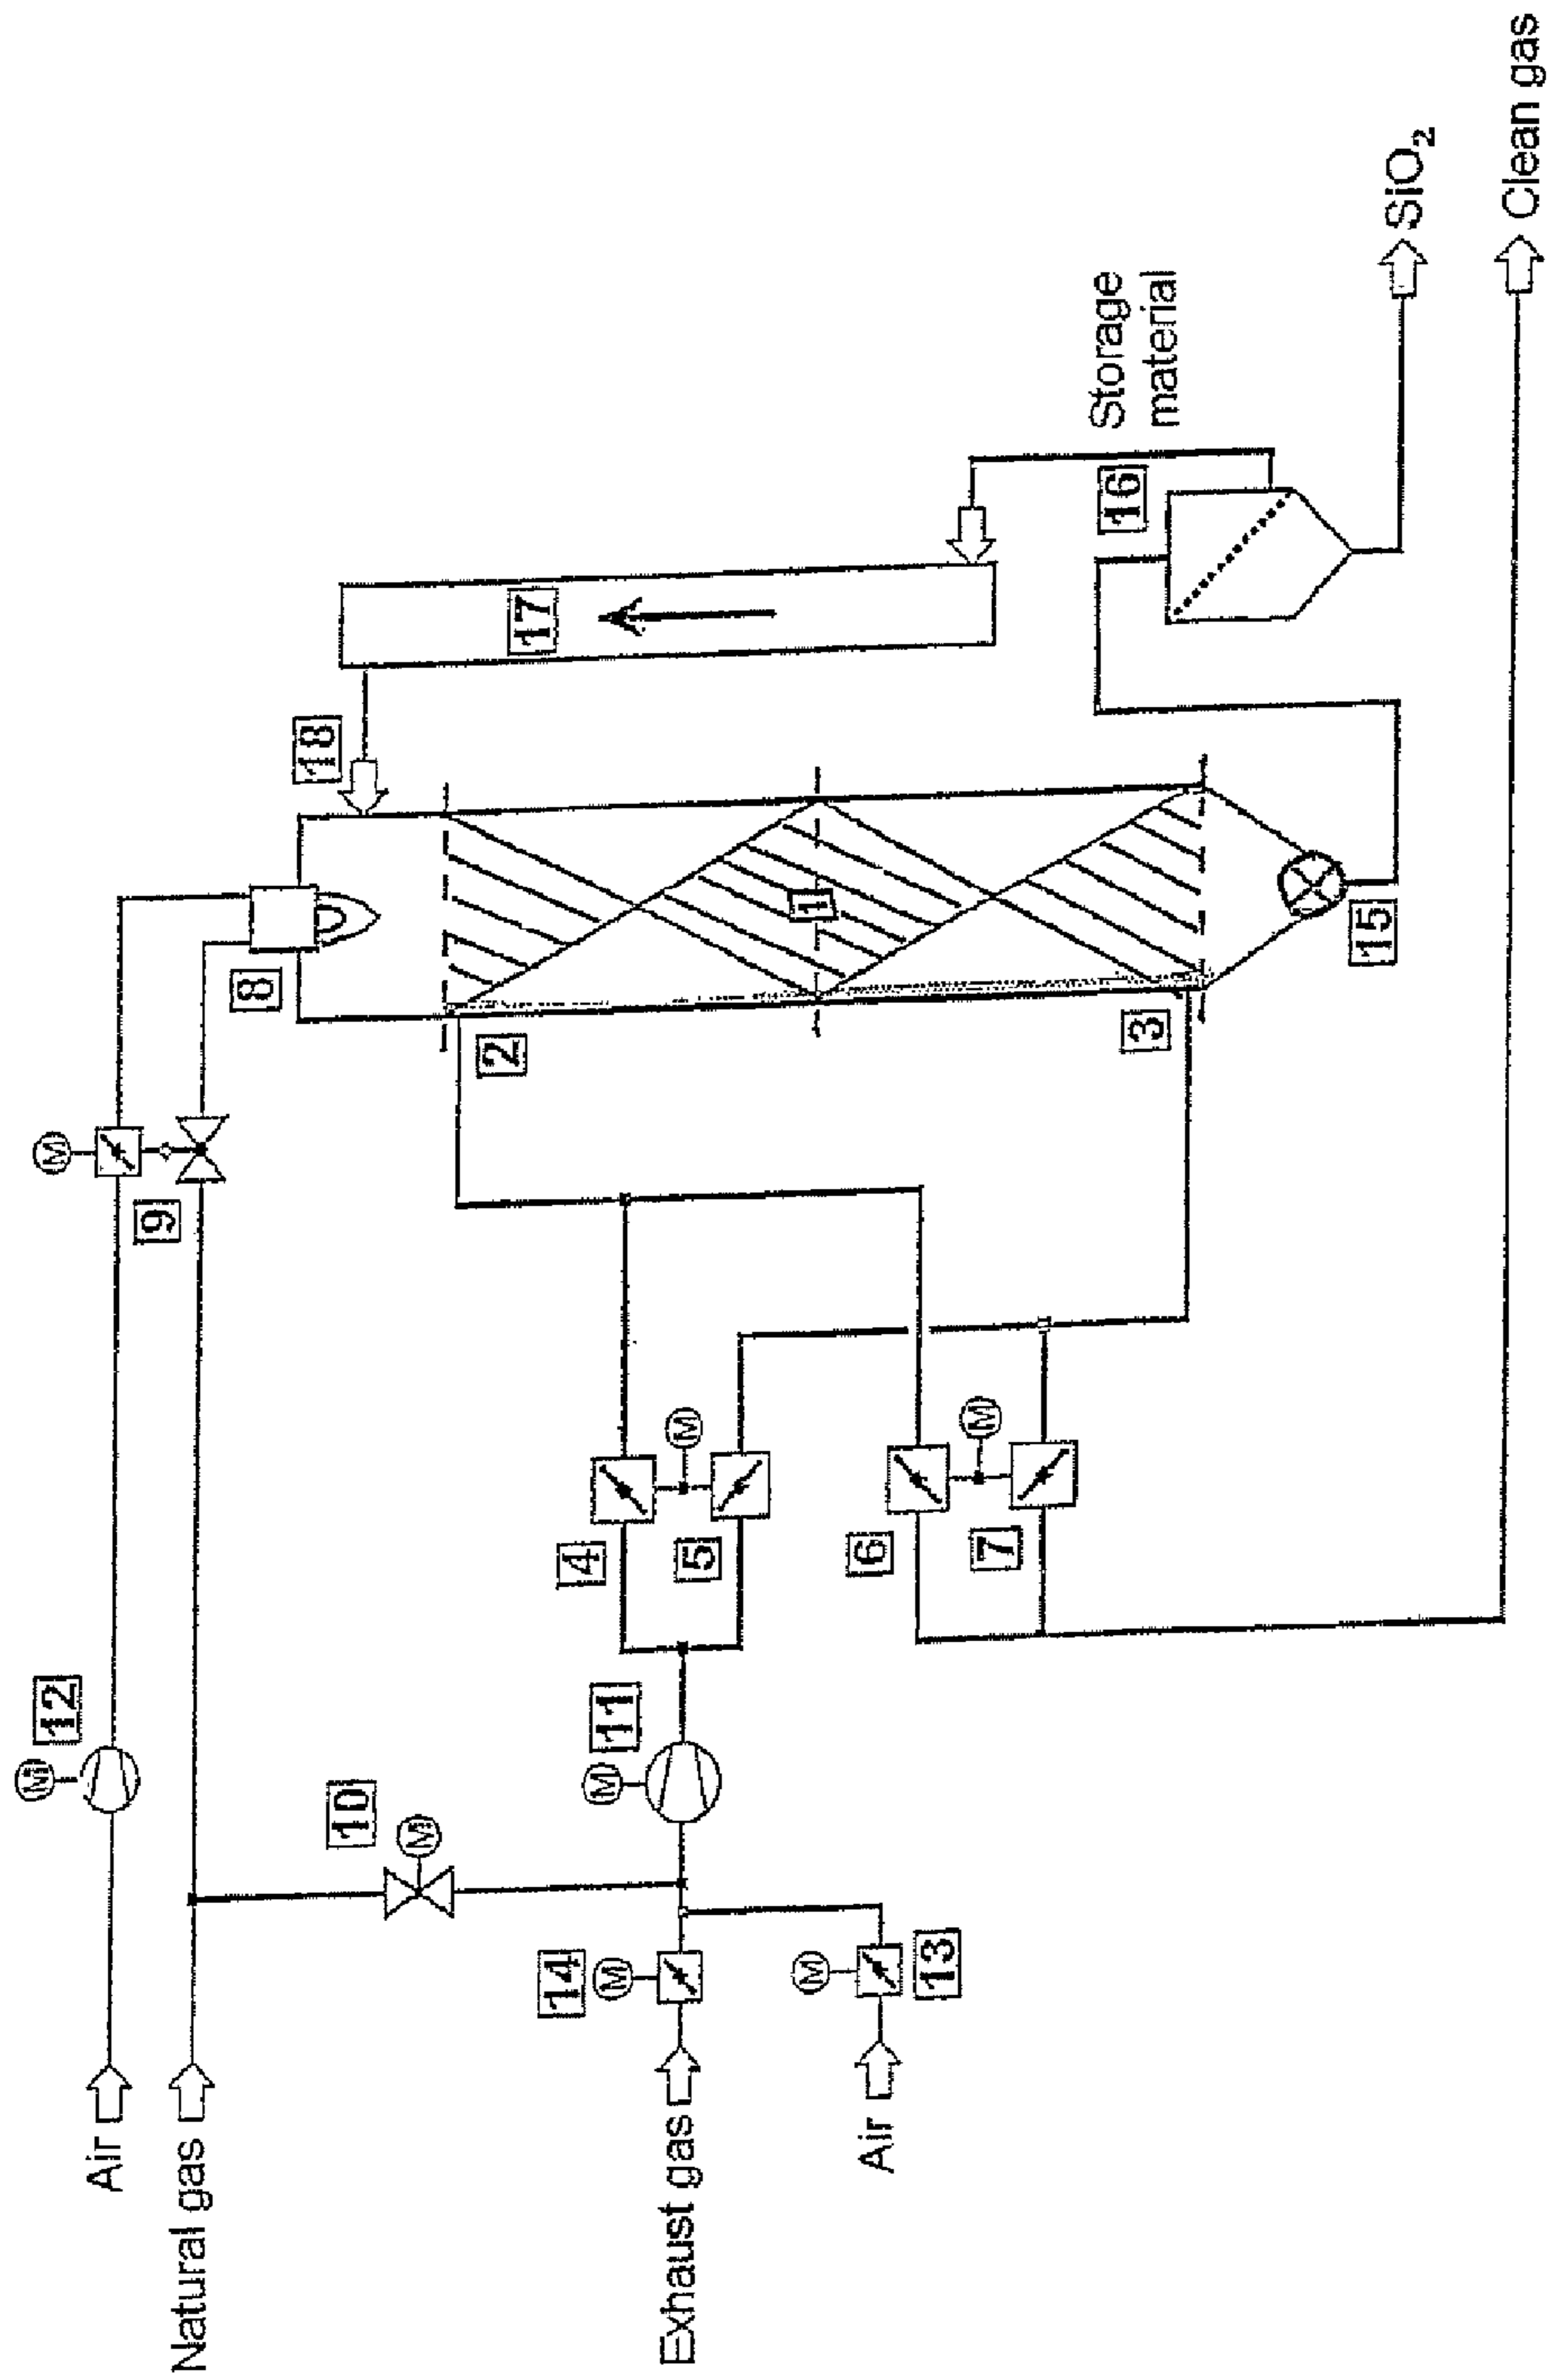 M
12
M
Air
9
Natural gas
8
18
10
M
2
17
14
4
M
M
11
Exhaust gas
M
5
M
1
6
Air
13
M
7
16
Storage
material
3
15
SiO₂
Clean gas